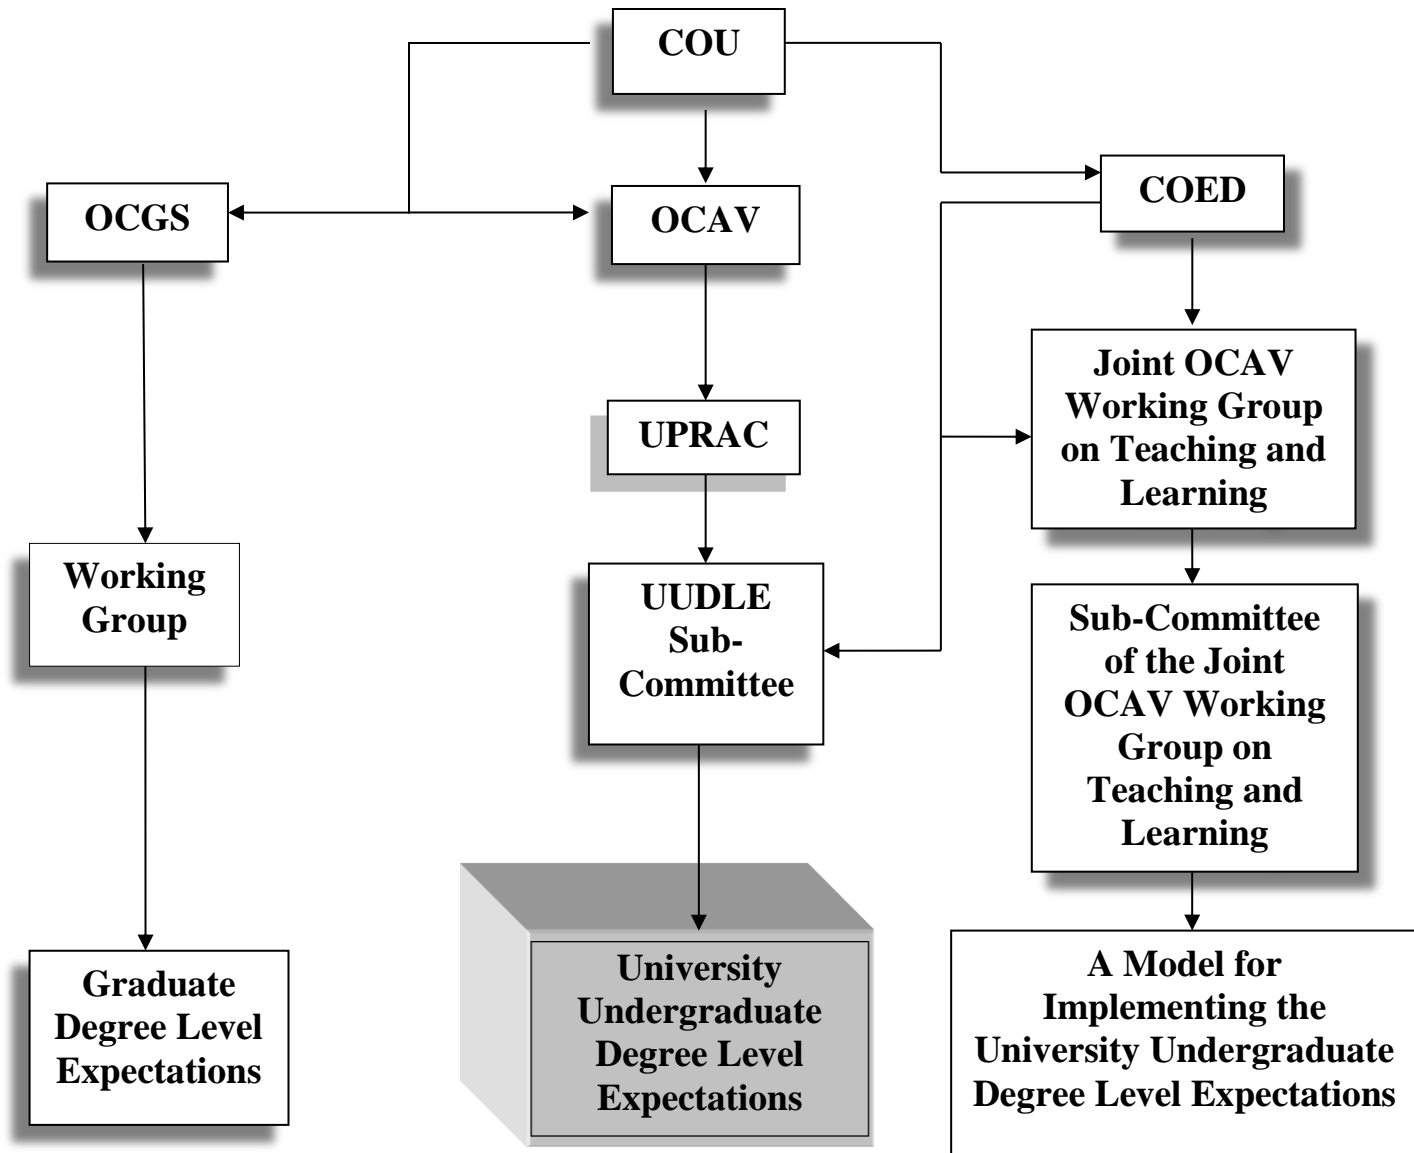 COU
OCGS
OCAV
COED
UPRAC
Joint OCAV
Working Group
on Teaching and
Learning
Working
Group
UUDLE
Sub-
Committee
Sub-Committee
of the Joint
OCAV Working
Group on
Teaching and
Learning
Graduate
Degree Level
Expectations
University
Undergraduate
Degree Level
Expectations
A Model for
Implementing the
University Undergraduate
Degree Level Expectations